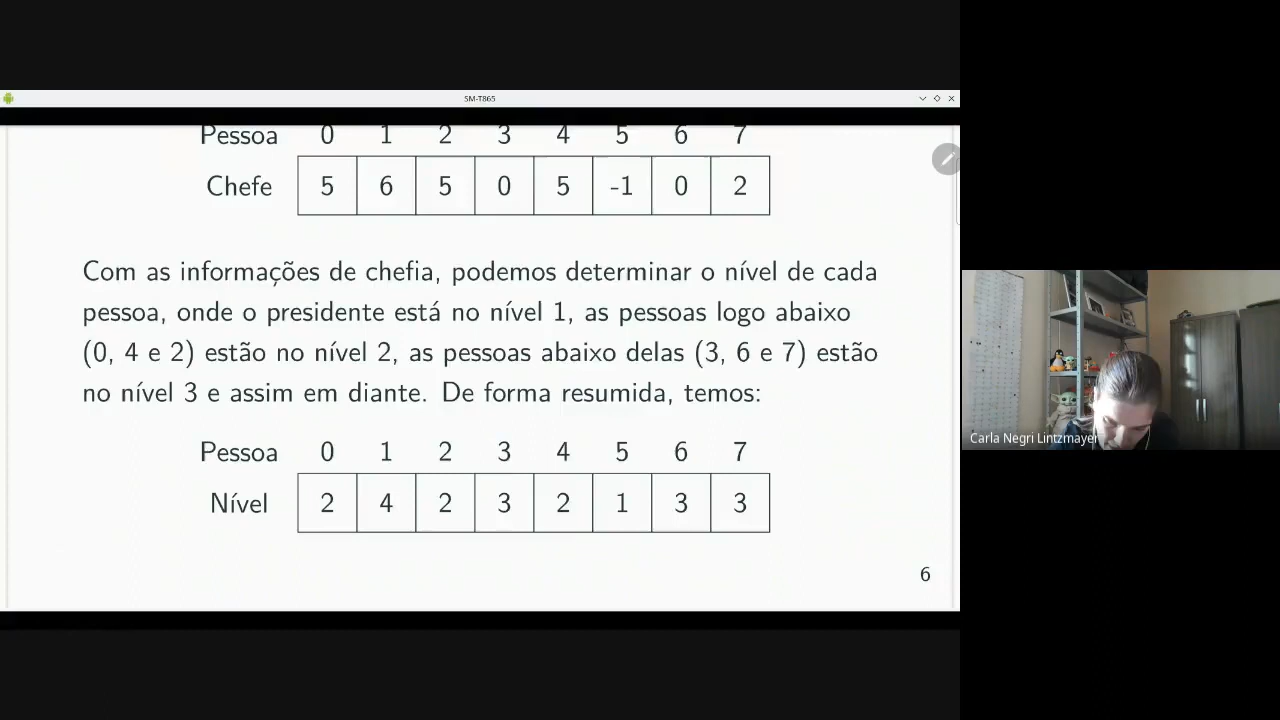 SM-T865
Pessoa 0 1 2 3 4 5 6 7
Chefe 5 6 5 0 5 -1 0 2
Com as informações de chefia, podemos determinar o nível de cada
pessoa, onde o presidente está no nível 1, as pessoas logo abaixo
(0, 4 e 2) estão no nível 2, as pessoas abaixo delas (3, 6 e 7) estão
no nível 3 e assim em diante. De forma resumida, temos:
Pessoa 0 1 2 3 4 5 6 7
Nível 2 4 2 3 2 1 3 3
6
Carla Negri Lintzmayer